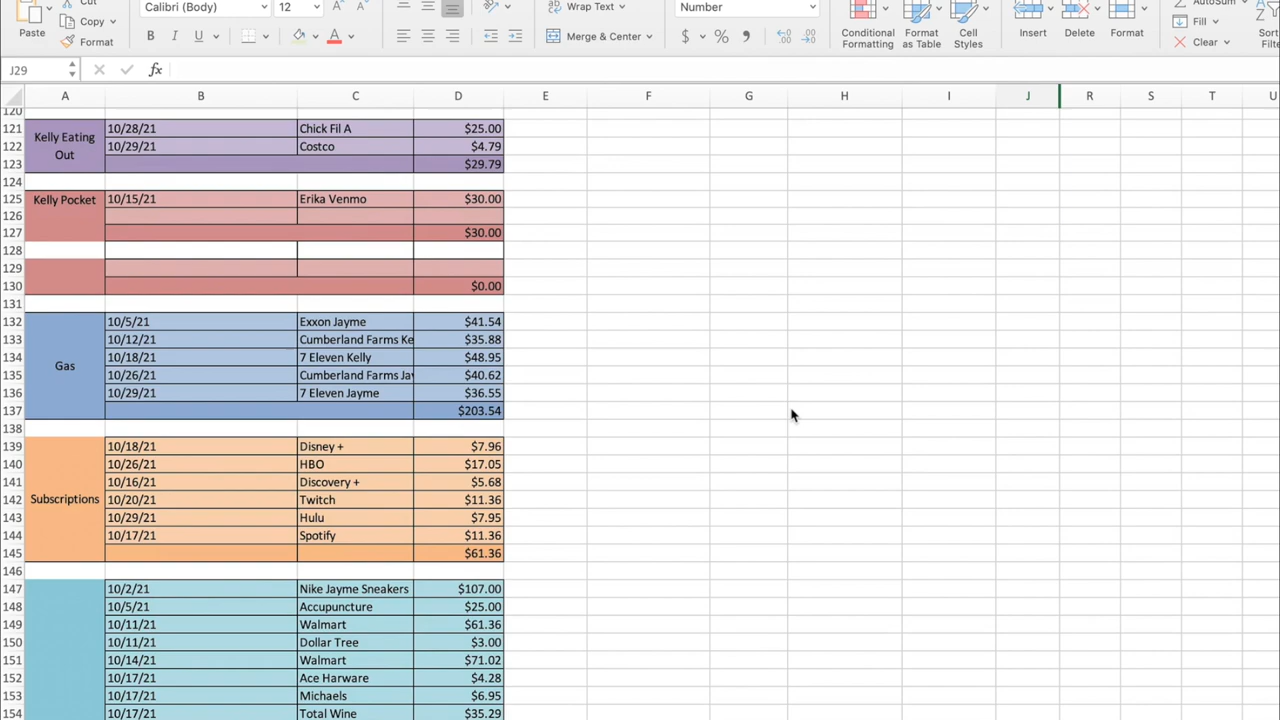 Cut
Calibri (Body) 12 A A Wrap Text Number AutoSum
Paste Copy Conditional Formatting Format as Table Cell Styles Insert Delete Format Fill
Format B I U Merge & Center $ % Clear Sort
J29 fx
A B C D E F G H I J R S T U
120
121 Kelly Eating Out 10/28/21 Chick Fil A $25.00
122 10/29/21 Costco $4.79
123 $29.79
124
125 Kelly Pocket 10/15/21 Erika Venmo $30.00
126
127 $30.00
128
129
130 $0.00
131
132 10/5/21 Exxon Jayme $41.54
133 10/12/21 Cumberland Farms Ke $35.88
134 Gas 10/18/21 7 Eleven Kelly $48.95
135 10/26/21 Cumberland Farms Jay $40.62
136 10/29/21 7 Eleven Jayme $36.55
137 $203.54
138
139 10/18/21 Disney + $7.96
140 10/26/21 HBO $17.05
141 10/16/21 Discovery + $5.68
142 Subscriptions 10/20/21 Twitch $11.36
143 10/29/21 Hulu $7.95
144 10/17/21 Spotify $11.36
145 $61.36
146
147 10/2/21 Nike Jayme Sneakers $107.00
148 10/5/21 Accupuncture $25.00
149 10/11/21 Walmart $61.36
150 10/11/21 Dollar Tree $3.00
151 10/14/21 Walmart $71.02
152 10/17/21 Ace Harware $4.28
153 10/17/21 Michaels $6.95
154 10/17/21 Total Wine $35.29